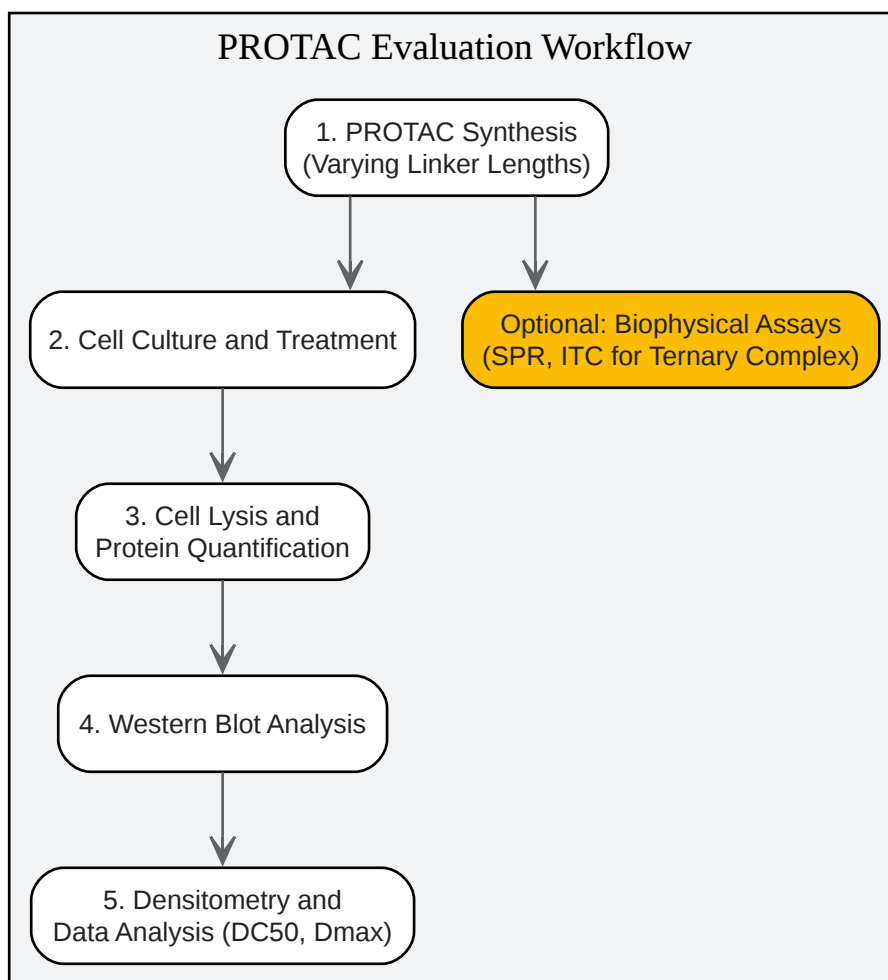 PROTAC Evaluation Workflow
1. PROTAC Synthesis
(Varying Linker Lengths)
2. Cell Culture and Treatment
Optional: Biophysical Assays
(SPR, ITC for Ternary Complex)
3. Cell Lysis and
Protein Quantification
4. Western Blot Analysis
5. Densitometry and
Data Analysis (DC50, Dmax)